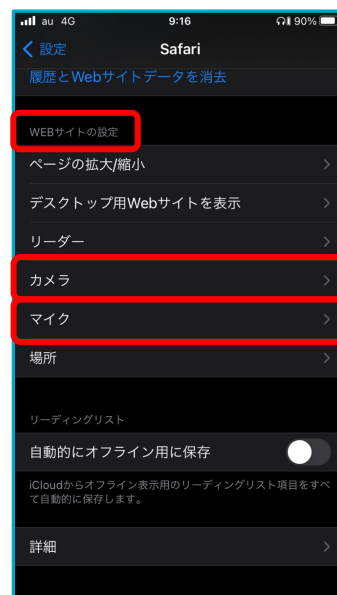 au 4G 9:16 90%
設定 Safari
履歴とWebサイトデータを消去
WEBサイトの設定
ページの拡大/縮小
デスクトップ用Webサイトを表示
リーダー
カメラ
マイク
場所
リーディングリスト
自動的にオフライン用に保存
iCloudからオフライン表示用のリーディングリスト項目をすべ
て自動的に保存します。
詳細